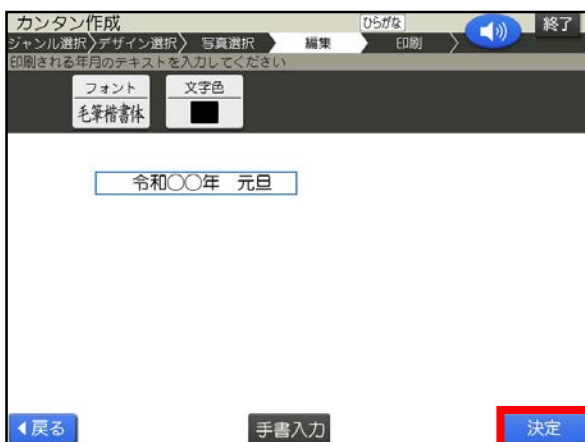 カンタン作成 ひらがな 終了
ジャンル選択 デザイン選択 写真選択 編集 印刷
印刷される年月のテキストを入力してください
フォント 文字色
毛筆楷書体
令和○○年 元旦
戻る 手書入力 決定